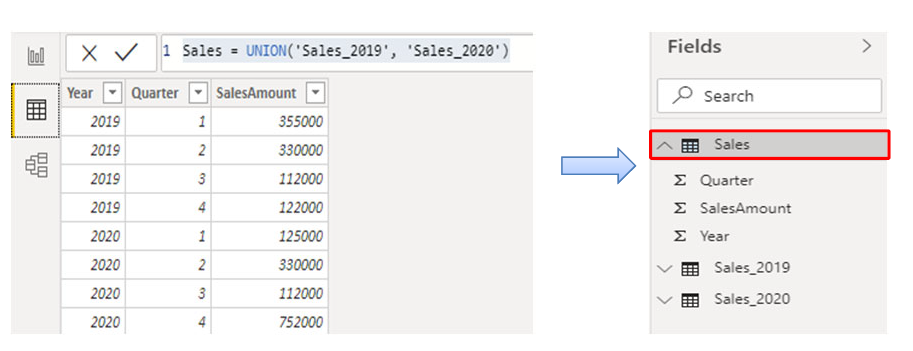 1 Sales = UNION('Sales_2019', 'Sales_2020')
Year Quarter SalesAmount
2019 1 355000
2019 2 330000
2019 3 112000
2019 4 122000
2020 1 125000
2020 2 330000
2020 3 112000
2020 4 752000
Fields
Search
Sales
Σ Quarter
Σ SalesAmount
Σ Year
Sales_2019
Sales_2020